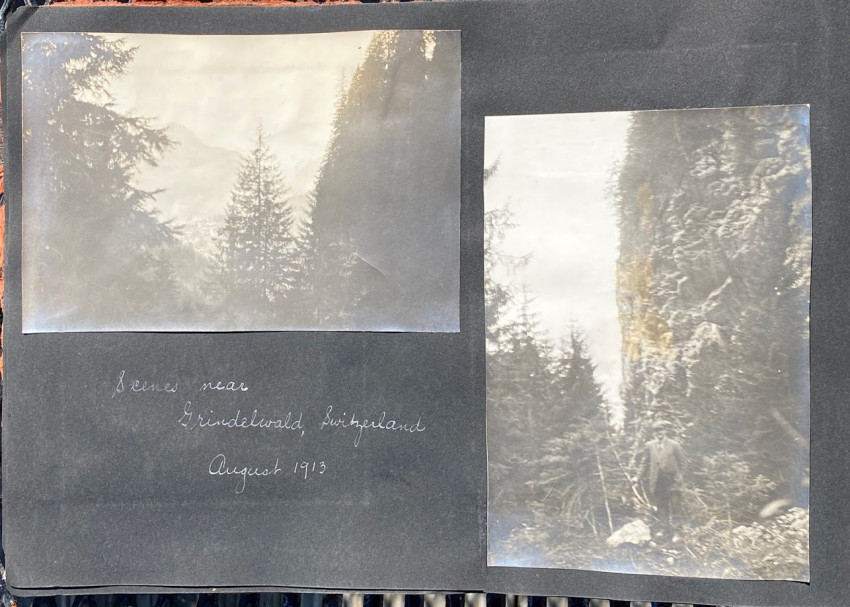 Scenes near
Grindelwald, Switzerland
August 1913